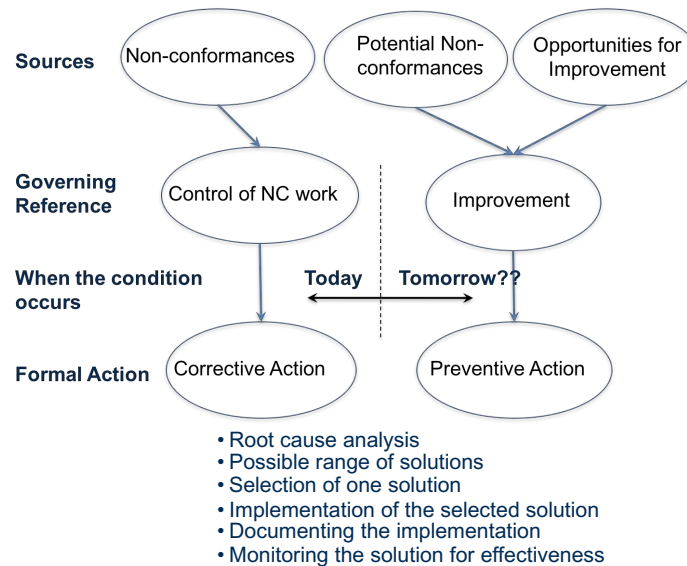 Sources
Non-conformances
Potential Non-
conformances
Opportunities for
Improvement
Governing
Reference
Control of NC work
Improvement
When the condition
occurs
Today
Tomorrow??
Formal Action
Corrective Action
Preventive Action
• Root cause analysis
• Possible range of solutions
• Selection of one solution
• Implementation of the selected solution
• Documenting the implementation
• Monitoring the solution for effectiveness